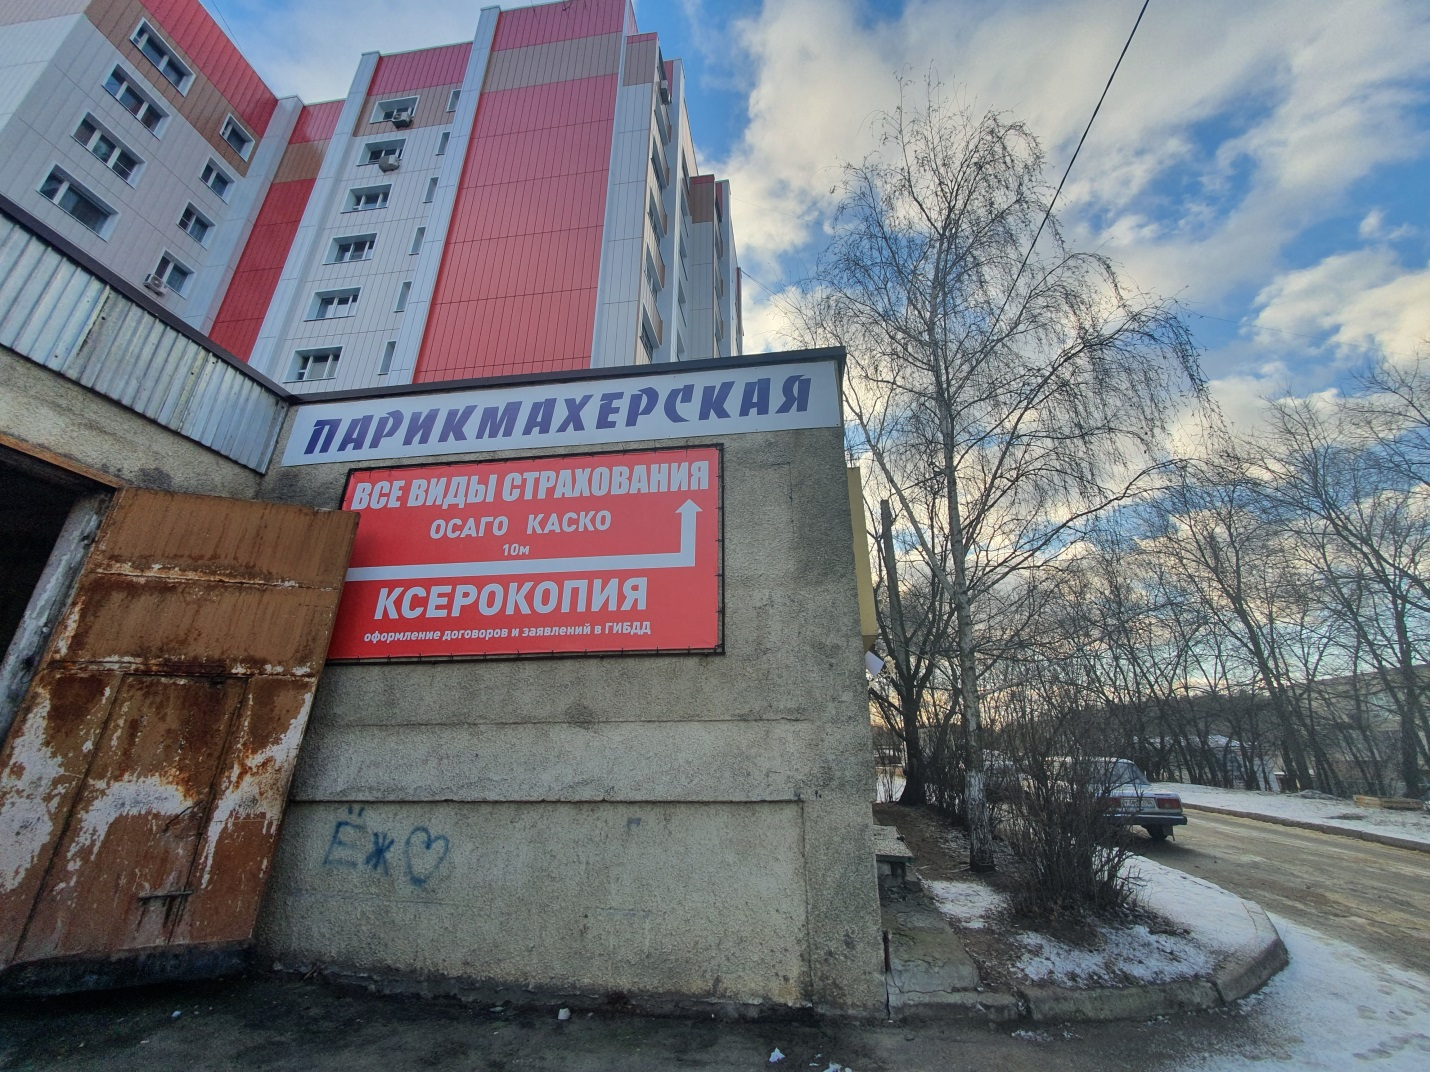 ПАРИКМАХЕРСКАЯ
ВСЕ ВИДЫ СТРАХОВАНИЯ
ОСАГО КАСКО
10м
КСЕРОКОПИЯ
оформление договоров и заявлений в ГИБДД
Ёж